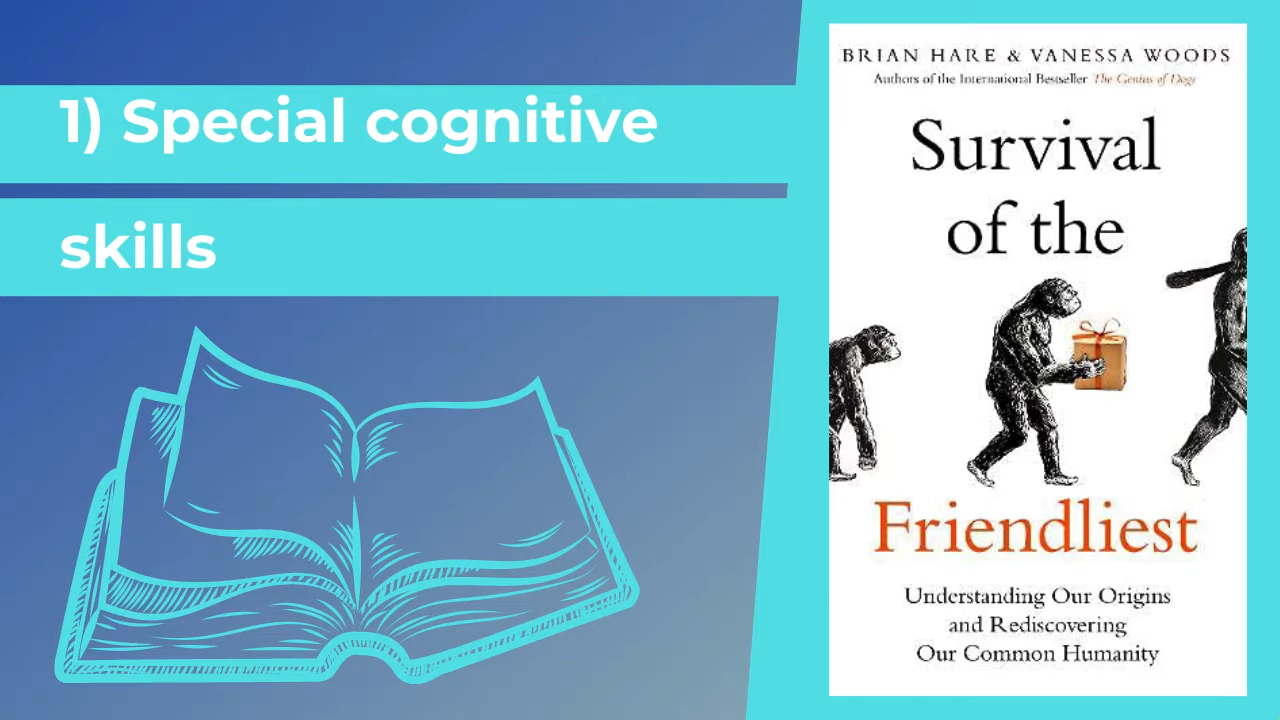 1) Special cognitive
skills
BRIAN HARE & VANESSA WOODS
Authors of the International Bestseller The Genius of Dogs
Survival
of the
Friendliest
Understanding Our Origins
and Rediscovering
Our Common Humanity